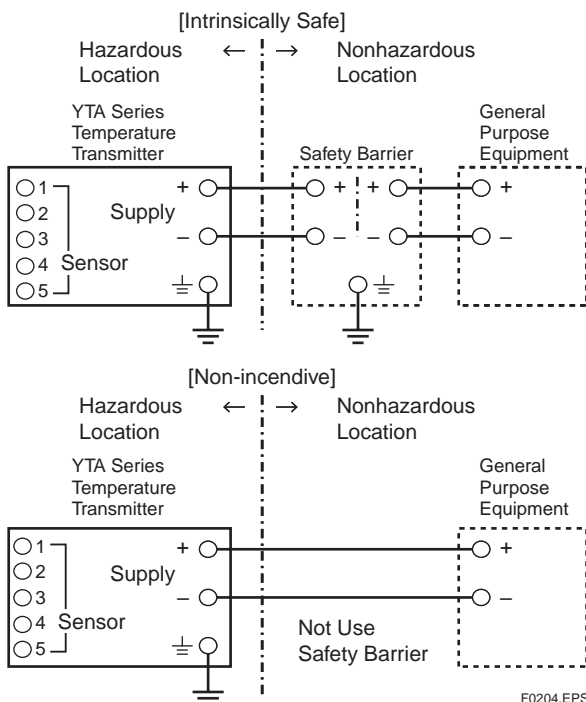 [Intrinsically Safe]
Hazardous Location ← → Nonhazardous Location
YTA Series Temperature Transmitter
Safety Barrier
General Purpose Equipment
1
2
3
4
5
Sensor
Supply
+
–
+ +
– –
+
–
[Non-incendive]
Hazardous Location ← → Nonhazardous Location
YTA Series Temperature Transmitter
General Purpose Equipment
1
2
3
4
5
Sensor
Supply
+
–
+
–
Not Use
Safety Barrier
F0204.EPS